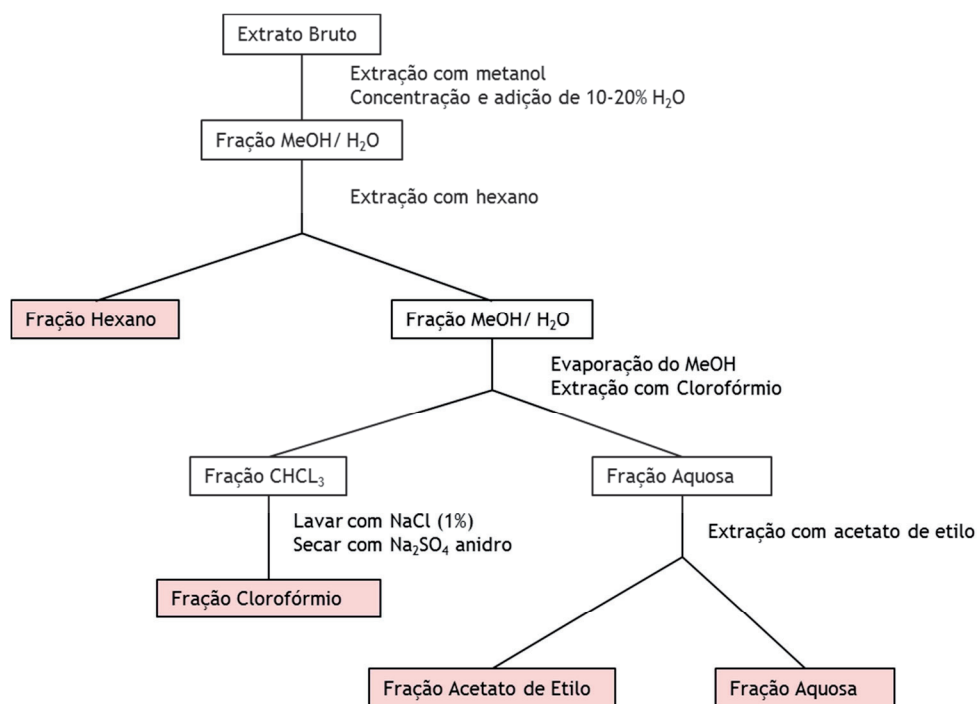 Extrato Bruto
Extração com metanol
Concentração e adição de 10-20% H₂O
Fração MeOH/ H₂O
Extração com hexano
Fração Hexano
Fração MeOH/ H₂O
Evaporação do MeOH
Extração com Clorofórmio
Fração CHCL₃
Fração Aquosa
Lavar com NaCl (1%)
Secar com Na₂SO₄ anidro
Extração com acetato de etilo
Fração Clorofórmio
Fração Acetato de Etilo
Fração Aquosa